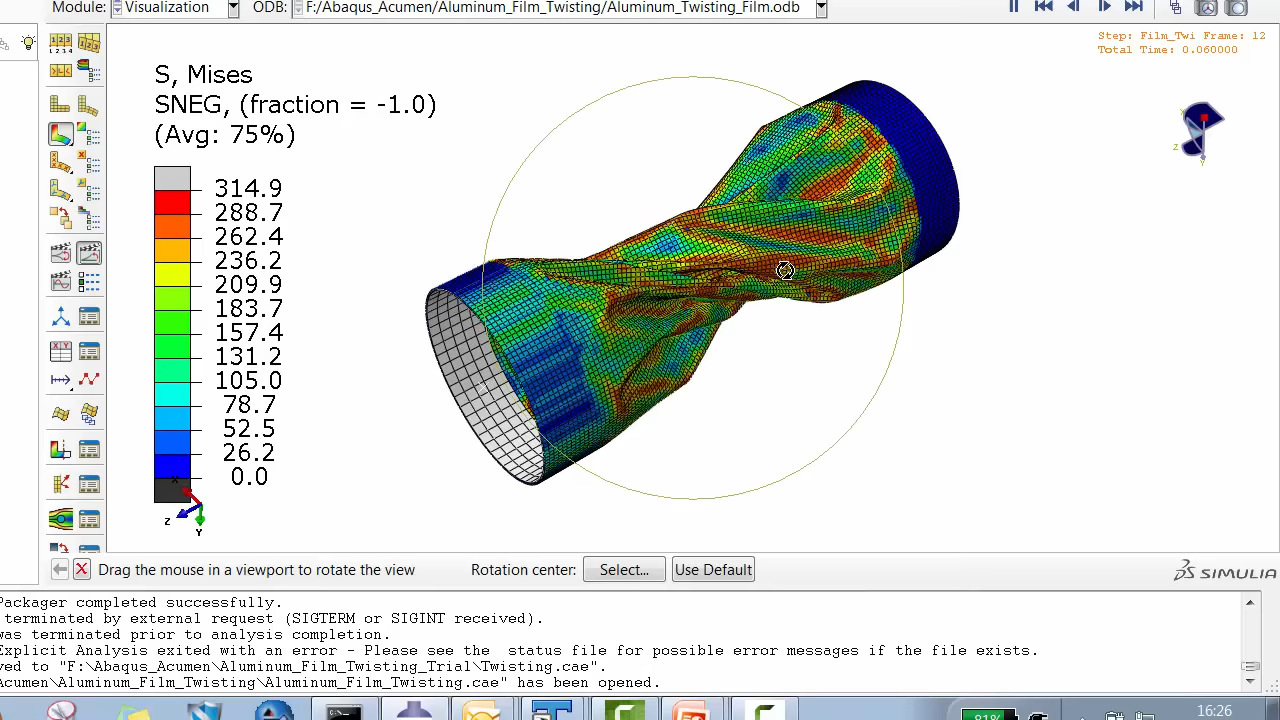 Module: Visualization ODB: F:/Abaqus_Acumen/Aluminum_Film_Twisting/Aluminum_Twisting_Film.odb
Step: Film_Twi Frame: 12
Total Time: 0.060000
S, Mises
SNEG, (fraction = -1.0)
(Avg: 75%)
314.9
288.7
262.4
236.2
209.9
183.7
157.4
131.2
105.0
78.7
52.5
26.2
0.0
X
Z
Y
Z
Y
Drag the mouse in a viewport to rotate the view Rotation center: Select... Use Default
SIMULIA
Packager completed successfully.
terminated by external request (SIGTERM or SIGINT received).
was terminated prior to analysis completion.
Explicit Analysis exited with an error - Please see the status file for possible error messages if the file exists.
ved to "F:\Abaqus_Acumen\Aluminum_Film_Twisting_Trial\Twisting.cae".
Acumen\Aluminum_Film_Twisting\Aluminum_Film_Twisting.cae" has been opened.
81%
16:26